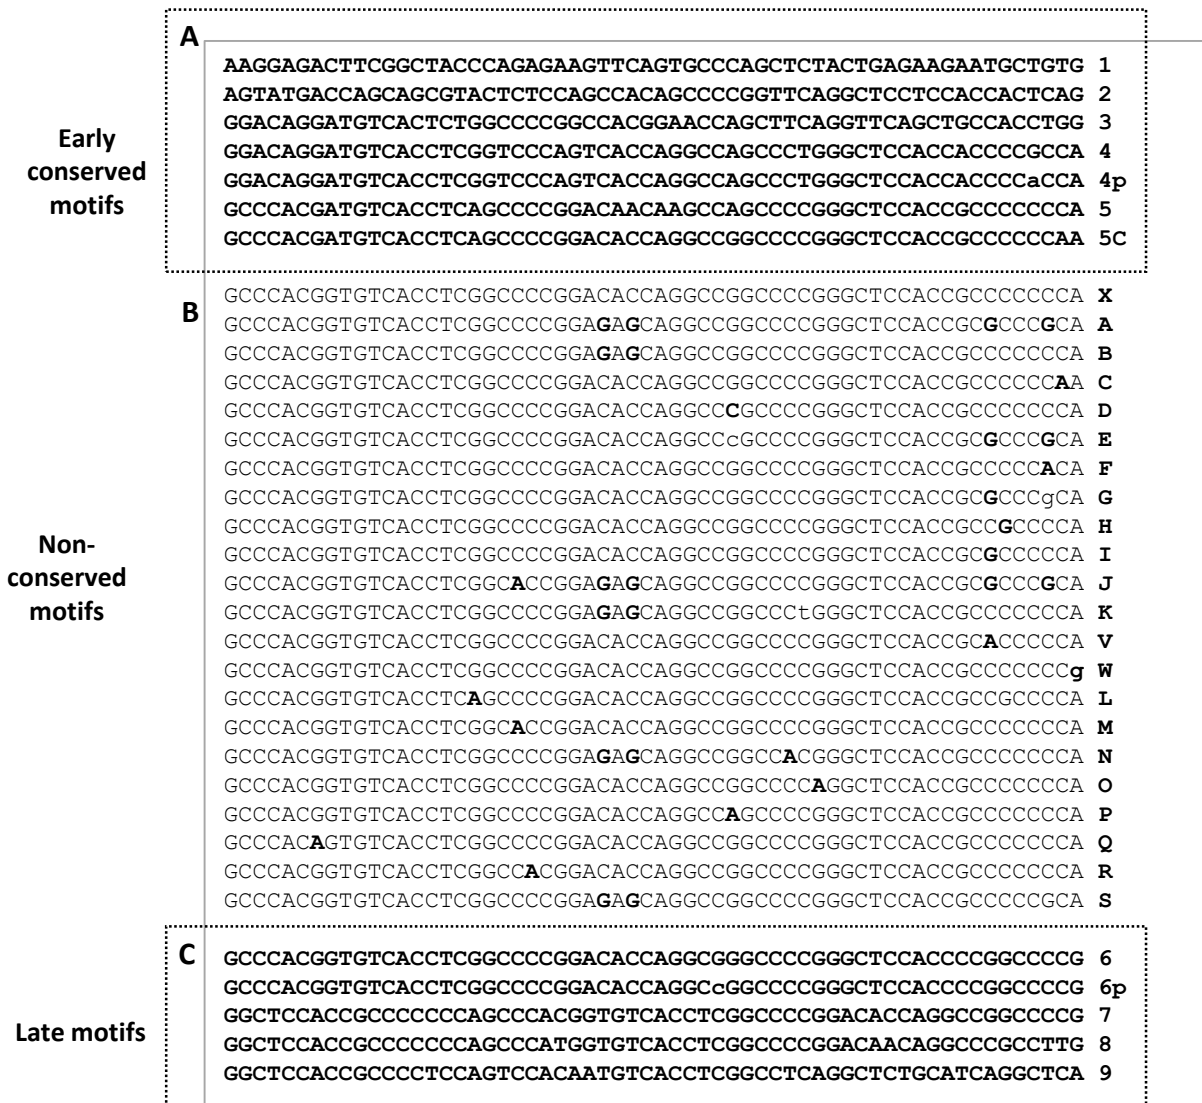 A
AAGGAGACTTCGGCTACCCAGAGAAGTTCAGTGCCCAGCTCTACTGAGAAGAATGCTGTG 1
AGTATGACCAGCAGCGTACTCTCCAGCCACAGCCCCGGTTCAGGCTCCTCCACCACTCAG 2
GGACAGGATGTCACTCTGGCCCCGGCCACGGAACCAGCTTCAGGTTCAGCTGCCACCTGG 3
GGACAGGATGTCACCTCGGTCCCAGTCACCAGGCCAGCCCTGGGCTCCACCACCCCGCCA 4
GGACAGGATGTCACCTCGGTCCCAGTCACCAGGCCAGCCCTGGGCTCCACCACCCCaCCA 4p
GCCCACGATGTCACCTCAGCCCCGGACAACAAGCCAGCCCCGGGCTCCACCGCCCCCCCA 5
GCCCACGATGTCACCTCAGCCCCGGACACCAGGCCGGCCCCGGGCTCCACCGCCCCCCAA 5C
Early
conserved
motifs
B
GCCCACGGTGTCACCTCGGCCCCGGACACCAGGCCGGCCCCGGGCTCCACCGCCCCCCCA X
GCCCACGGTGTCACCTCGGCCCCGGAGAGCAGGCCGGCCCCGGGCTCCACCGCGCCCGCA A
GCCCACGGTGTCACCTCGGCCCCGGAGAGCAGGCCGGCCCCGGGCTCCACCGCCCCCCCA B
GCCCACGGTGTCACCTCGGCCCCGGACACCAGGCCGGCCCCGGGCTCCACCGCCCCCCAA C
GCCCACGGTGTCACCTCGGCCCCGGACACCAGGCCCGCCCCGGGCTCCACCGCCCCCCCA D
GCCCACGGTGTCACCTCGGCCCCGGACACCAGGCCcGCCCCGGGCTCCACCGCGCCCGCA E
GCCCACGGTGTCACCTCGGCCCCGGACACCAGGCCGGCCCCGGGCTCCACCGCCCCCACA F
GCCCACGGTGTCACCTCGGCCCCGGACACCAGGCCGGCCCCGGGCTCCACCGCGCCCgCA G
GCCCACGGTGTCACCTCGGCCCCGGACACCAGGCCGGCCCCGGGCTCCACCGCCGCCCCA H
GCCCACGGTGTCACCTCGGCCCCGGACACCAGGCCGGCCCCGGGCTCCACCGCGCCCCCA I
GCCCACGGTGTCACCTCGGCACCGGAGAGCAGGCCGGCCCCGGGCTCCACCGCGCCCGCA J
GCCCACGGTGTCACCTCGGCCCCGGAGAGCAGGCCGGCCCtGGGCTCCACCGCCCCCCCA K
GCCCACGGTGTCACCTCGGCCCCGGACACCAGGCCGGCCCCGGGCTCCACCGCACCCCCA V
GCCCACGGTGTCACCTCGGCCCCGGACACCAGGCCGGCCCCGGGCTCCACCGCCCCCCCg W
GCCCACGGTGTCACCTCAGCCCCGGACACCAGGCCGGCCCCGGGCTCCACCGCCGCCCCA L
GCCCACGGTGTCACCTCGGCACCGGACACCAGGCCGGCCCCGGGCTCCACCGCCCCCCCA M
GCCCACGGTGTCACCTCGGCCCCGGAGAGCAGGCCGGCCACGGGCTCCACCGCCCCCCCA N
GCCCACGGTGTCACCTCGGCCCCGGACACCAGGCCGGCCCCAGGCTCCACCGCCCCCCCA O
GCCCACGGTGTCACCTCGGCCCCGGACACCAGGCCAGCCCCGGGCTCCACCGCCCCCCCA P
GCCCACAGTGTCACCTCGGCCCCGGACACCAGGCCGGCCCCGGGCTCCACCGCCCCCCCA Q
GCCCACGGTGTCACCTCGGCCACGGACACCAGGCCGGCCCCGGGCTCCACCGCCCCCCCA R
GCCCACGGTGTCACCTCGGCCCCGGAGAGCAGGCCGGCCCCGGGCTCCACCGCCCCCGCA S
Non-
conserved
motifs
C
GCCCACGGTGTCACCTCGGCCCCGGACACCAGGCGGGCCCCGGGCTCCACCCCGGCCCCG 6
GCCCACGGTGTCACCTCGGCCCCGGACACCAGGCcGGCCCCGGGCTCCACCCCGGCCCCG 6p
GGCTCCACCGCCCCCCCAGCCCACGGTGTCACCTCGGCCCCGGACACCAGGCCGGCCCCG 7
GGCTCCACCGCCCCCCCAGCCCATGGTGTCACCTCGGCCCCGGACAACAGGCCCGCCTTG 8
GGCTCCACCGCCCCTCCAGTCCACAATGTCACCTCGGCCTCAGGCTCTGCATCAGGCTCA 9
Late motifs